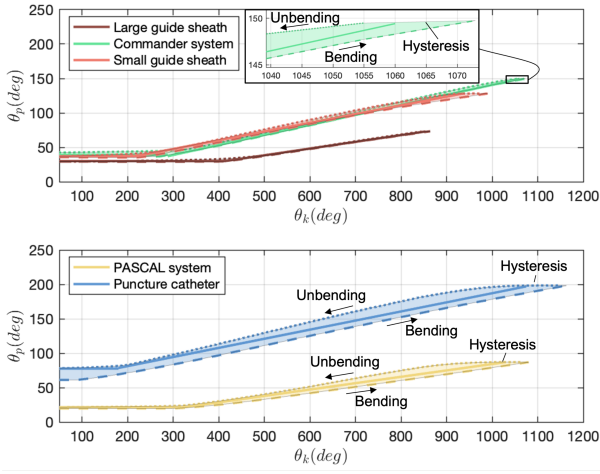 250
200
150
100
50
0
θp(deg)
Large guide sheath
Commander system
Small guide sheath
150
145
1040 1045 1050 1055 1060 1065 1070
Unbending
Bending
Hysteresis
100 200 300 400 500 600 700 800 900 1000 1100 1200
θk(deg)
250
200
150
100
50
0
θp(deg)
PASCAL system
Puncture catheter
Hysteresis
Unbending
Bending
Hysteresis
Unbending
Bending
100 200 300 400 500 600 700 800 900 1000 1100 1200
θk(deg)